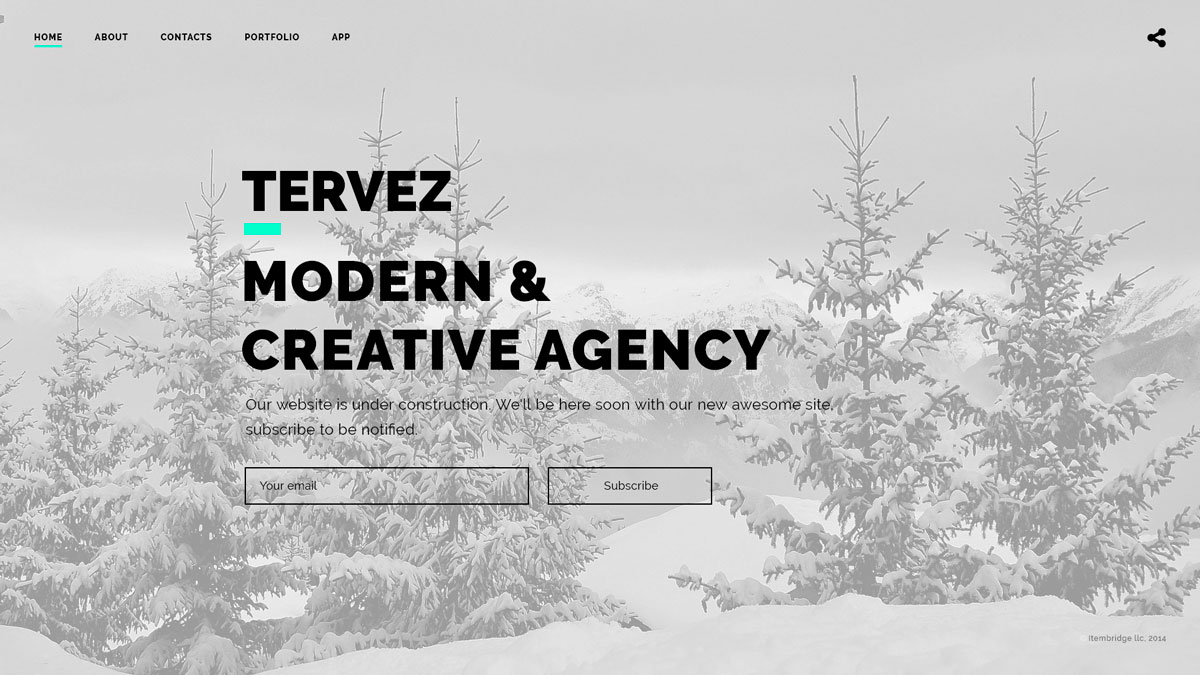 HOME ABOUT CONTACTS PORTFOLIO APP
TERVEZ
MODERN &
CREATIVE AGENCY
Our website is under construction. We'll be here soon with our new awesome site,
subscribe to be notified.
Your email Subscribe
© Itembridge llc, 2014